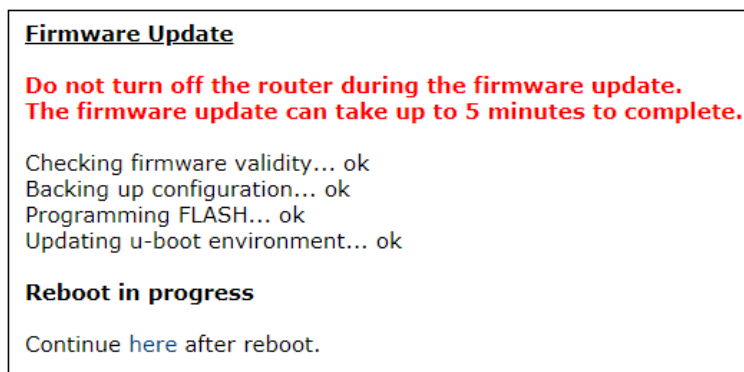 Firmware Update
Do not turn off the router during the firmware update.
The firmware update can take up to 5 minutes to complete.
Checking firmware validity... ok
Backing up configuration... ok
Programming FLASH... ok
Updating u-boot environment... ok
Reboot in progress
Continue here after reboot.